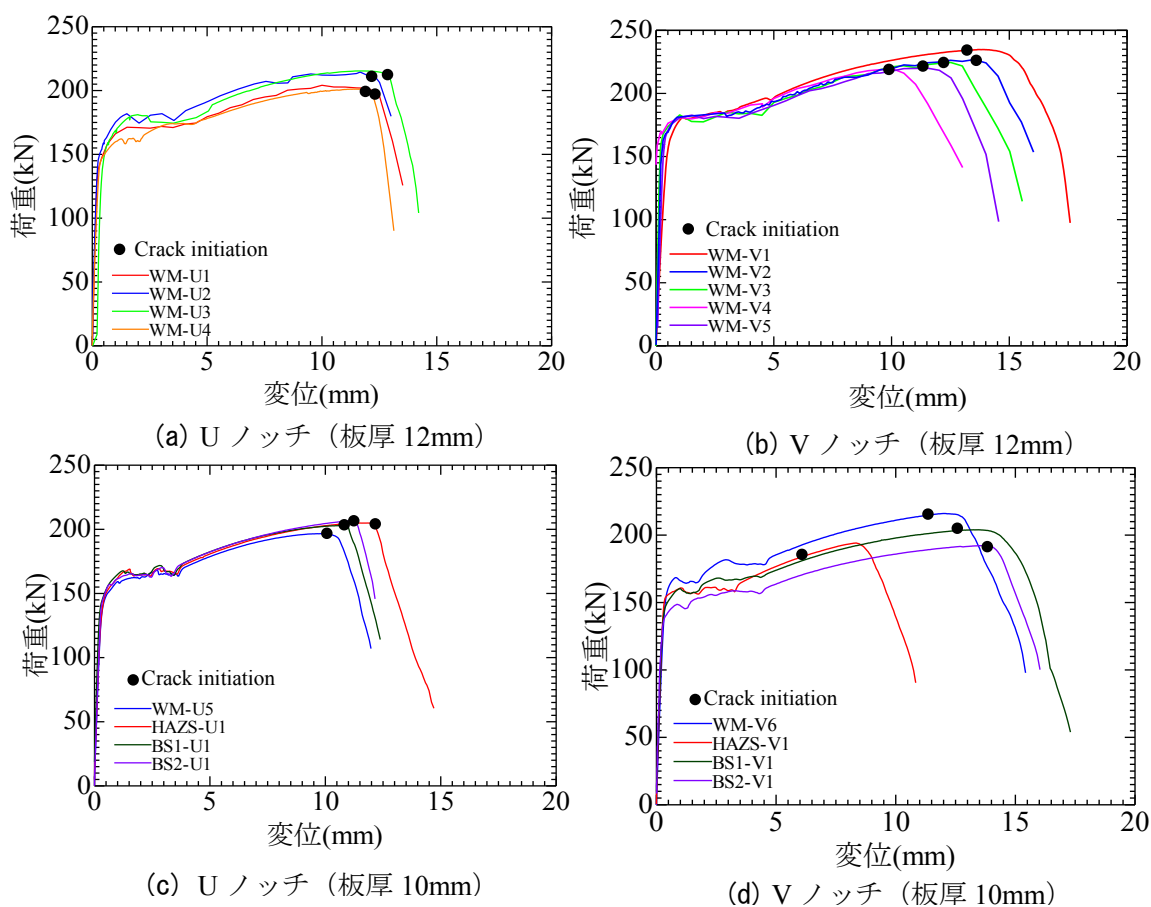 250
200
150
100
50
0
荷重(kN)
Crack initiation
WM-U1
WM-U2
WM-U3
WM-U4
0 5 10 15 20
変位(mm)
(a) U ノッチ（板厚 12mm）
250
200
150
100
50
0
荷重(kN)
Crack initiation
WM-V1
WM-V2
WM-V3
WM-V4
WM-V5
0 5 10 15 20
変位(mm)
(b) V ノッチ（板厚 12mm）
250
200
150
100
50
0
荷重(kN)
Crack initiation
WM-U5
HAZS-U1
BS1-U1
BS2-U1
0 5 10 15 20
変位(mm)
(c) U ノッチ（板厚 10mm）
250
200
150
100
50
0
荷重(kN)
Crack initiation
WM-V6
HAZS-V1
BS1-V1
BS2-V1
0 5 10 15 20
変位(mm)
(d) V ノッチ（板厚 10mm）